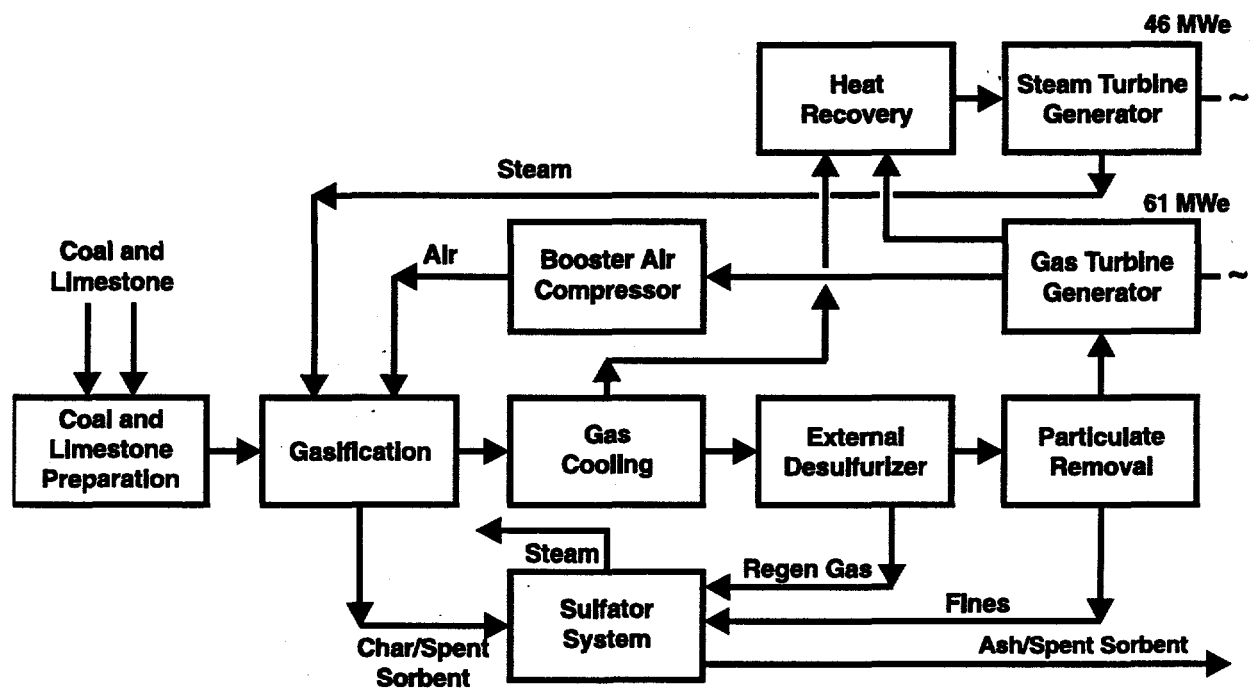 46 MWe
Heat
Recovery
Steam Turbine
Generator
~
Steam
61 MWe
Coal and
Limestone
Air
Booster Air
Compressor
Gas Turbine
Generator
~
Coal and
Limestone
Preparation
Gasification
Gas
Cooling
External
Desulfurizer
Particulate
Removal
Steam
Regen Gas
Sulfator
System
Fines
Char/Spent
Sorbent
Ash/Spent Sorbent